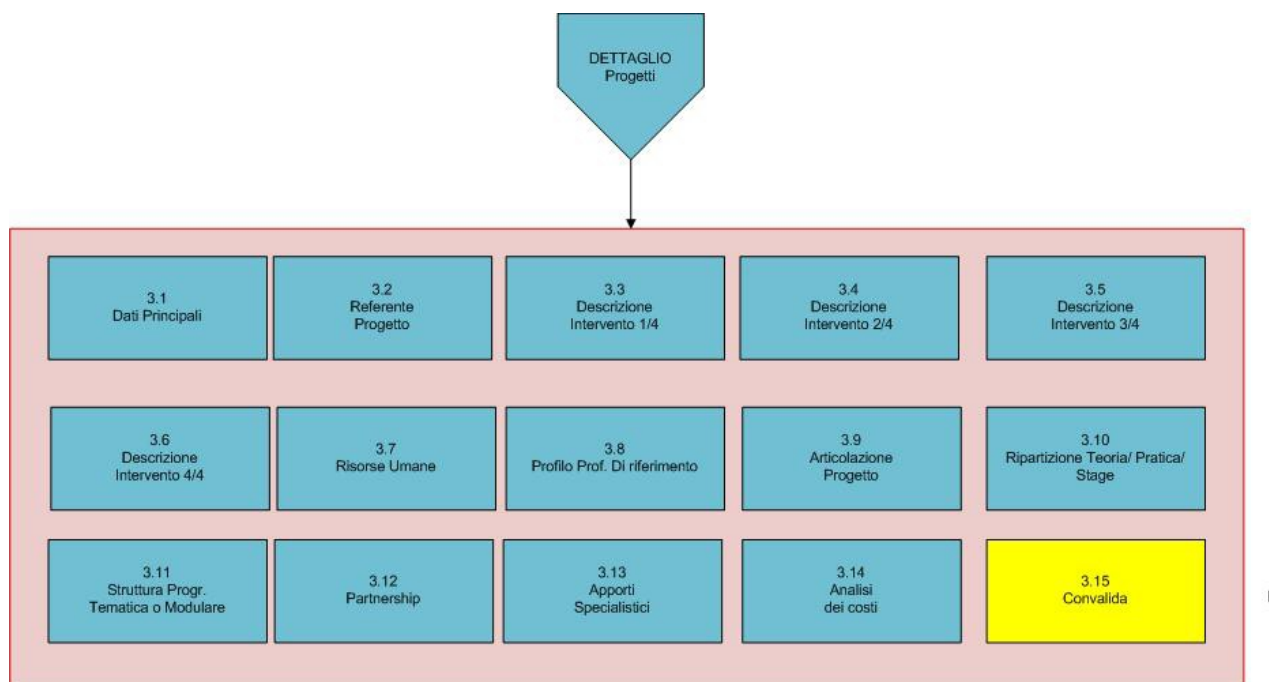 DETTAGLIO
Progetti
3.1
Dati Principali
3.2
Referente
Progetto
3.3
Descrizione
Intervento 1/4
3.4
Descrizione
Intervento 2/4
3.5
Descrizione
Intervento 3/4
3.6
Descrizione
Intervento 4/4
3.7
Risorse Umane
3.8
Profilo Prof. Di riferimento
3.9
Articolazione
Progetto
3.10
Ripartizione Teoria/ Pratica/
Stage
3.11
Struttura Progr.
Tematica o Modulare
3.12
Partnership
3.13
Apporti
Specialistici
3.14
Analisi
dei costi
3.15
Convalida